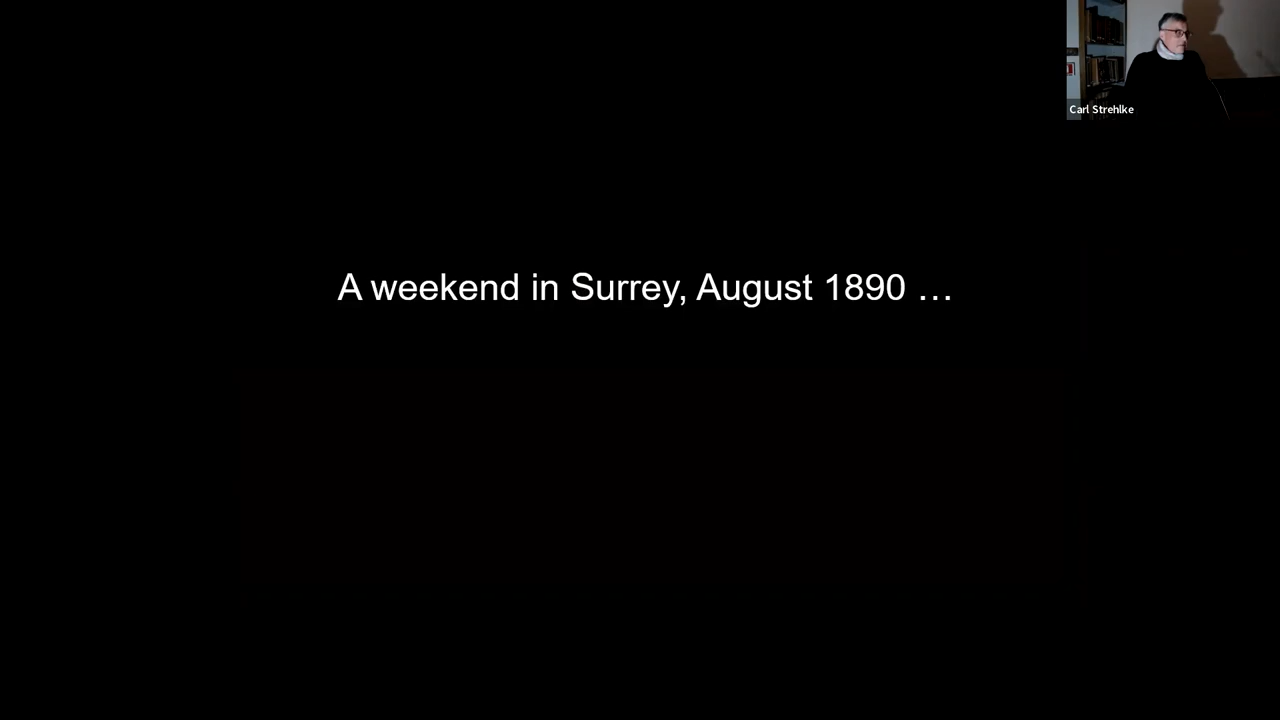 Carl Strehlke
A weekend in Surrey, August 1890 …